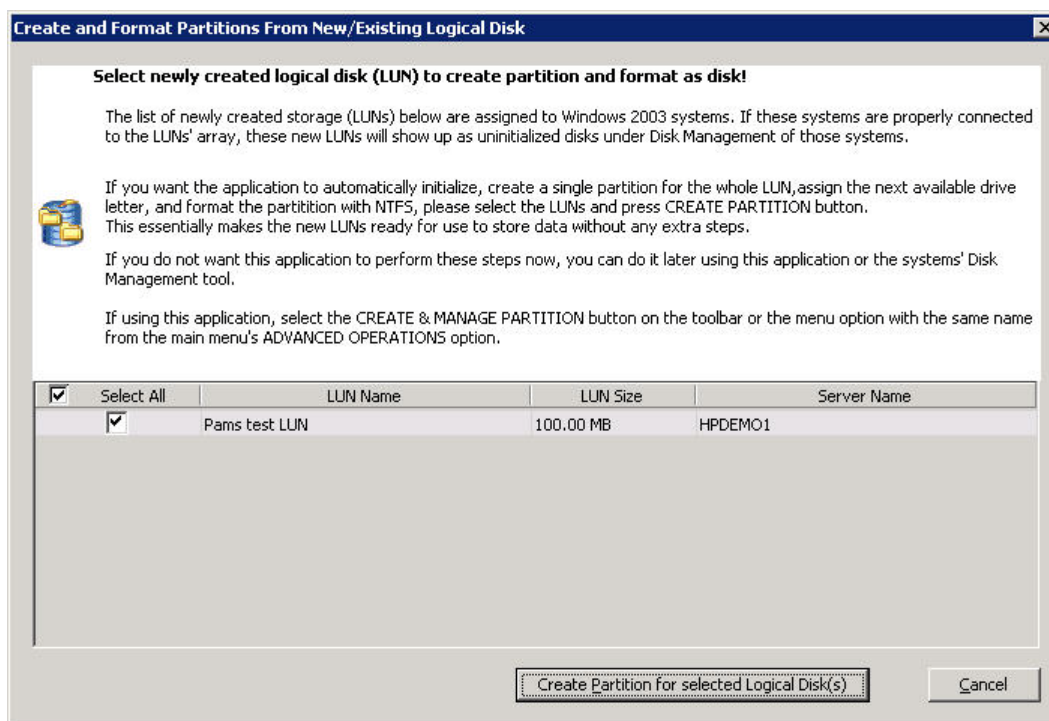 Create and Format Partitions From New/Existing Logical Disk
Select newly created logical disk (LUN) to create partition and format as disk!
The list of newly created storage (LUNs) below are assigned to Windows 2003 systems. If these systems are properly connected
to the LUNs' array, these new LUNs will show up as uninitialized disks under Disk Management of those systems.
If you want the application to automatically initialize, create a single partition for the whole LUN,assign the next available drive
letter, and format the partitition with NTFS, please select the LUNs and press CREATE PARTITION button.
This essentially makes the new LUNs ready for use to store data without any extra steps.
If you do not want this application to perform these steps now, you can do it later using this application or the systems' Disk
Management tool.
If using this application, select the CREATE & MANAGE PARTITION button on the toolbar or the menu option with the same name
from the main menu's ADVANCED OPERATIONS option.
Select All LUN Name LUN Size Server Name
Pams test LUN 100.00 MB HPDEMO1
Create Partition for selected Logical Disk(s) Cancel